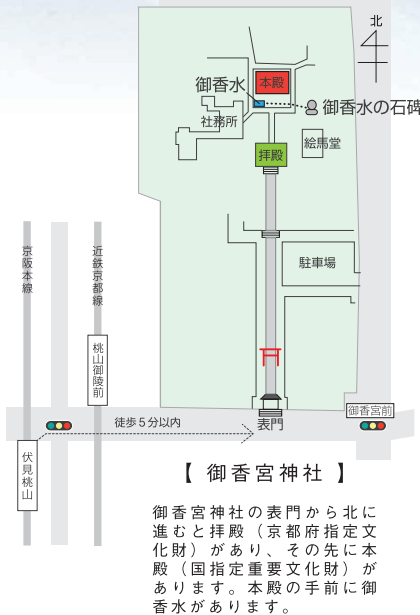 北
本殿
御香水
御香水の石碑
社務所
絵馬堂
拝殿
駐車場
京阪本線
近鉄京都線
桃山御陵前
伏見桃山
徒歩5分以内
表門
御香宮前
【 御香宮神社 】
御香宮神社の表門から北に
進むと拝殿（京都府指定文
化財）があり、その先に本
殿（国指定重要文化財）が
あります。本殿の手前に御
香水があります。